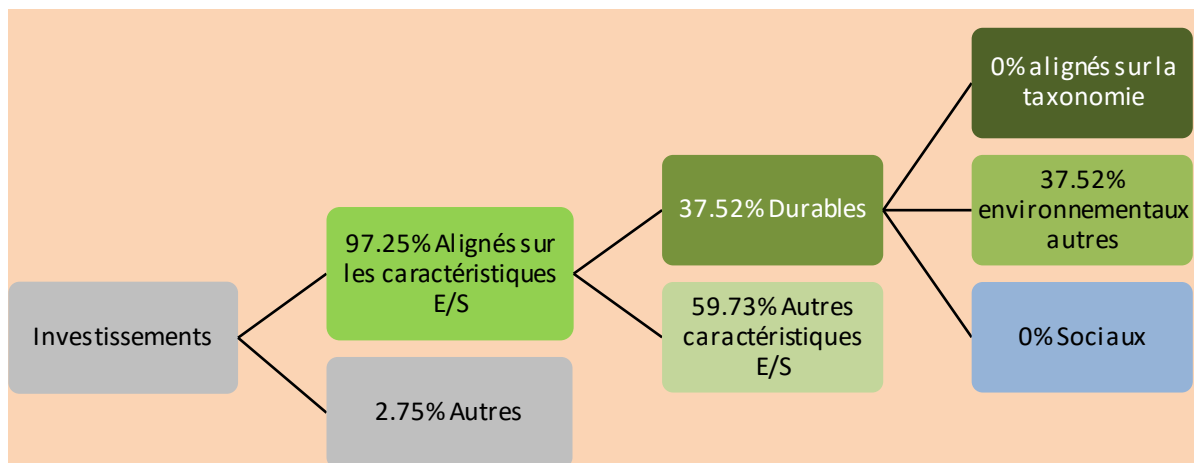 Investissements
97.25% Alignés sur
les caractéristiques
E/S
2.75% Autres
37.52% Durables
59.73% Autres
caractéristiques
E/S
0% alignés sur la
taxonomie
37.52%
environnementaux
autres
0% Sociaux